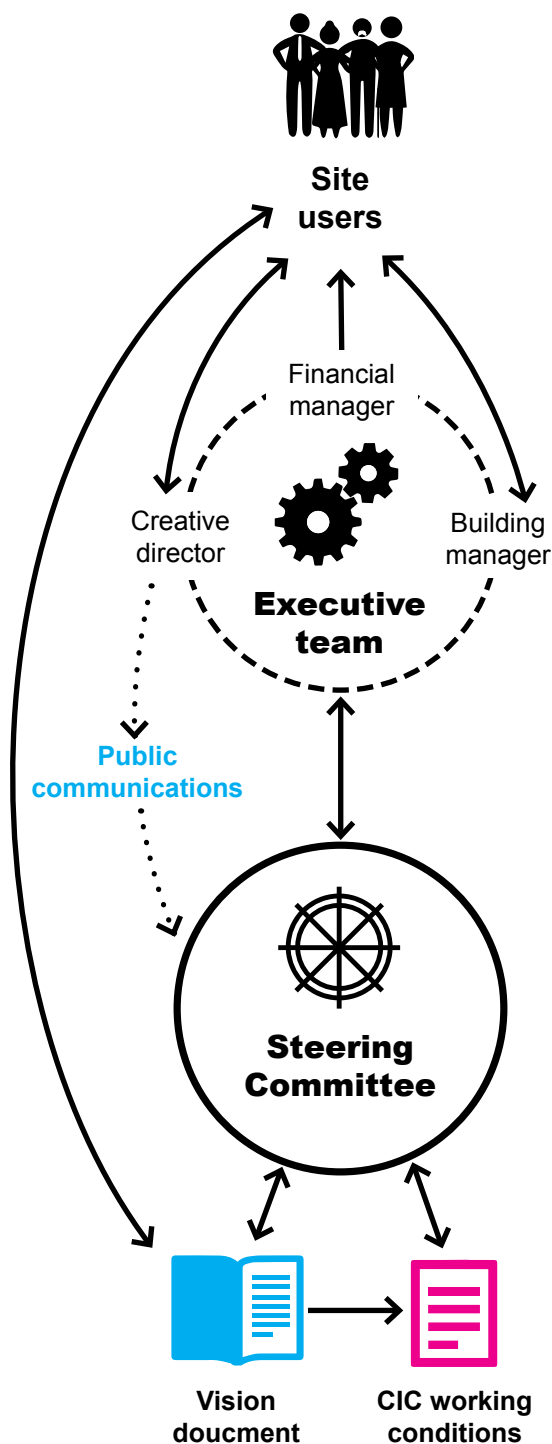 Site
users
Financial
manager
Creative
director
Building
manager
Executive
team
Public
communications
Steering
Committee
Vision
doucment
CIC working
conditions